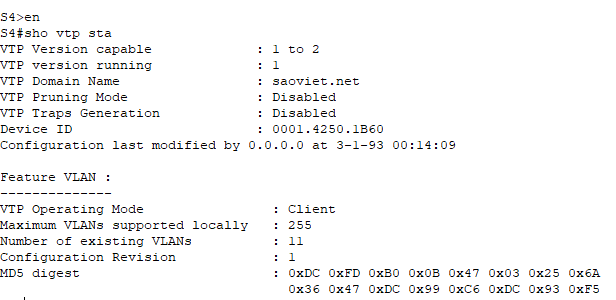 S4>en
S4#sho vtp sta
VTP Version capable : 1 to 2
VTP version running : 1
VTP Domain Name : saoviet.net
VTP Pruning Mode : Disabled
VTP Traps Generation : Disabled
Device ID : 0001.4250.1B60
Configuration last modified by 0.0.0.0 at 3-1-93 00:14:09
Feature VLAN :
--------------
VTP Operating Mode : Client
Maximum VLANs supported locally : 255
Number of existing VLANs : 11
Configuration Revision : 1
MD5 digest : 0xDC 0xFD 0xB0 0x0B 0x47 0x03 0x25 0x6A
0x36 0x47 0xDC 0x99 0xC6 0xDC 0x93 0xF5